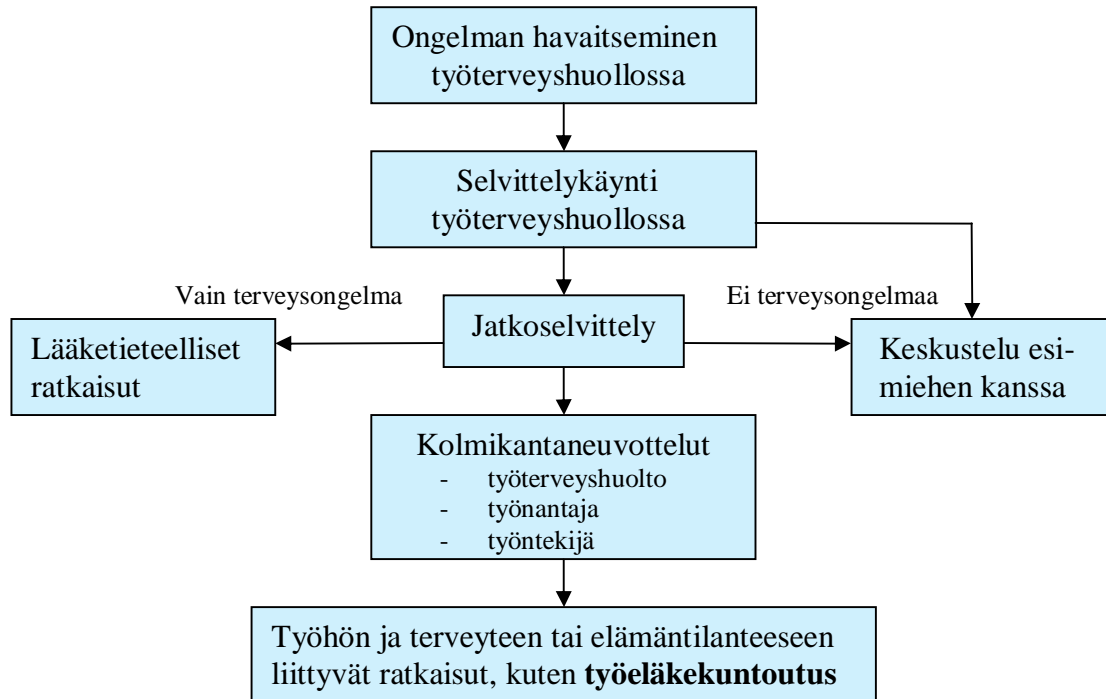 Ongelman havaitseminen
työterveyshuollossa
Selvittelykäynti
työterveyshuollossa
Vain terveysongelma
Ei terveysongelmaa
Jatkoselvittely
Lääketieteelliset
ratkaisut
Keskustelu esi-
miehen kanssa
Kolmikantaneuvottelut
- työterveyshuolto
- työnantaja
- työntekijä
Työhön ja terveyteen tai elämäntilanteeseen
liittyvät ratkaisut, kuten työeläkekuntoutus